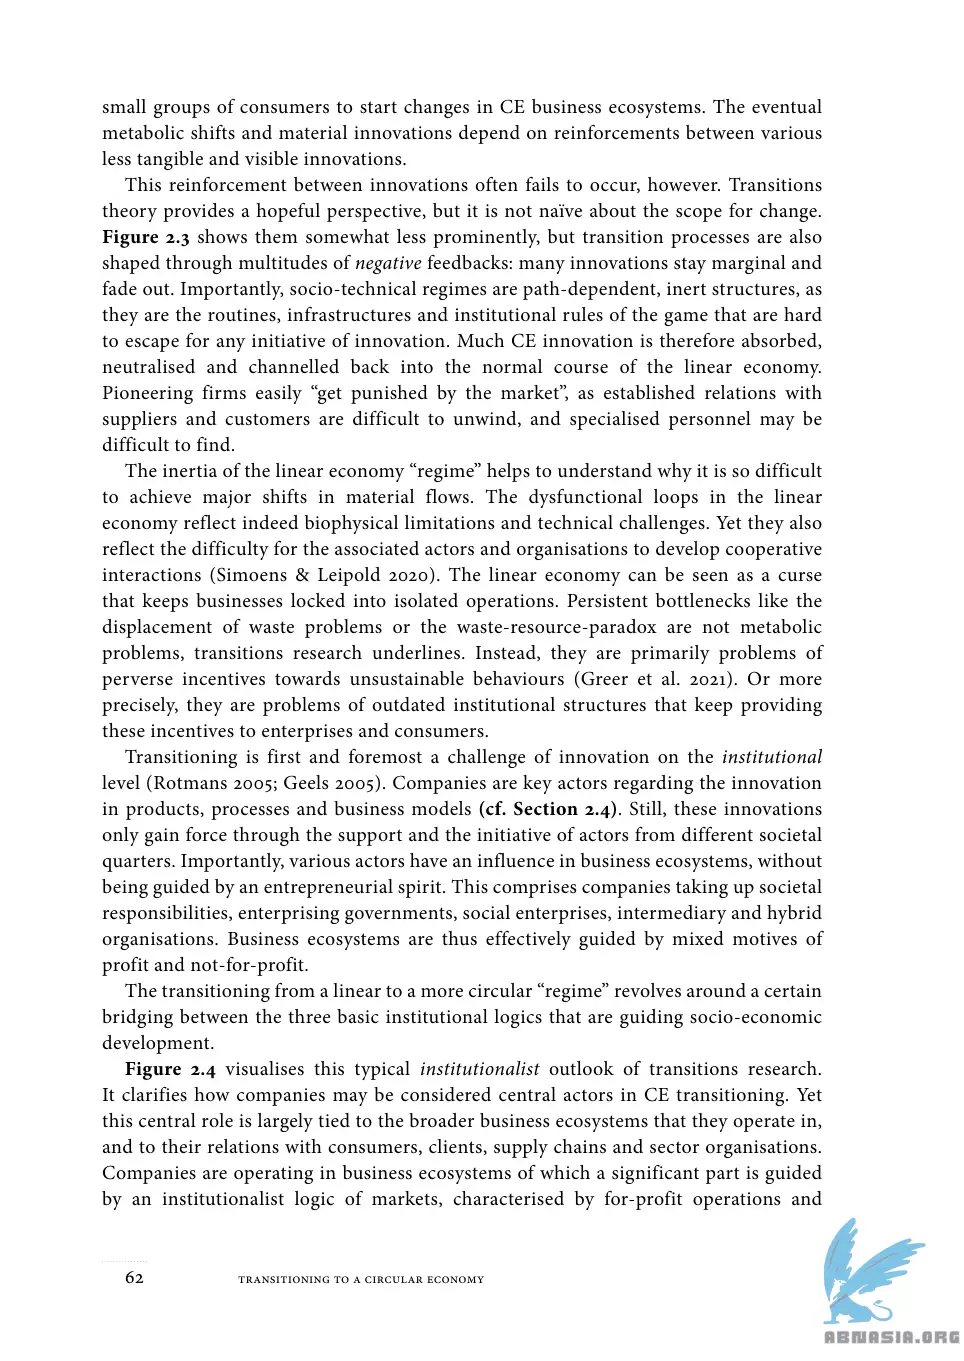 small groups of consumers to start changes in CE business ecosystems. The eventual
metabolic shifts and material innovations depend on reinforcements between various
less tangible and visible innovations.
This reinforcement between innovations often fails to occur, however. Transitions
theory provides a hopeful perspective, but it is not naïve about the scope for change.
Figure 2.3 shows them somewhat less prominently, but transition processes are also
shaped through multitudes of negative feedbacks: many innovations stay marginal and
fade out. Importantly, socio-technical regimes are path-dependent, inert structures, as
they are the routines, infrastructures and institutional rules of the game that are hard
to escape for any initiative of innovation. Much CE innovation is therefore absorbed,
neutralised and channelled back into the normal course of the linear economy.
Pioneering firms easily “get punished by the market”, as established relations with
suppliers and customers are difficult to unwind, and specialised personnel may be
difficult to find.
The inertia of the linear economy “regime” helps to understand why it is so difficult
to achieve major shifts in material flows. The dysfunctional loops in the linear
economy reflect indeed biophysical limitations and technical challenges. Yet they also
reflect the difficulty for the associated actors and organisations to develop cooperative
interactions (Simoens & Leipold 2020). The linear economy can be seen as a curse
that keeps businesses locked into isolated operations. Persistent bottlenecks like the
displacement of waste problems or the waste-resource-paradox are not metabolic
problems, transitions research underlines. Instead, they are primarily problems of
perverse incentives towards unsustainable behaviours (Greer et al. 2021). Or more
precisely, they are problems of outdated institutional structures that keep providing
these incentives to enterprises and consumers.
Transitioning is first and foremost a challenge of innovation on the institutional
level (Rotmans 2005; Geels 2005). Companies are key actors regarding the innovation
in products, processes and business models (cf. Section 2.4). Still, these innovations
only gain force through the support and the initiative of actors from different societal
quarters. Importantly, various actors have an influence in business ecosystems, without
being guided by an entrepreneurial spirit. This comprises companies taking up societal
responsibilities, enterprising governments, social enterprises, intermediary and hybrid
organisations. Business ecosystems are thus effectively guided by mixed motives of
profit and not-for-profit.
The transitioning from a linear to a more circular “regime” revolves around a certain
bridging between the three basic institutional logics that are guiding socio-economic
development.
Figure 2.4 visualises this typical institutionalist outlook of transitions research.
It clarifies how companies may be considered central actors in CE transitioning. Yet
this central role is largely tied to the broader business ecosystems that they operate in,
and to their relations with consumers, clients, supply chains and sector organisations.
Companies are operating in business ecosystems of which a significant part is guided
by an institutionalist logic of markets, characterised by for-profit operations and
62 TRANSITIONING TO A CIRCULAR ECONOMY
ABNASIA.ORG